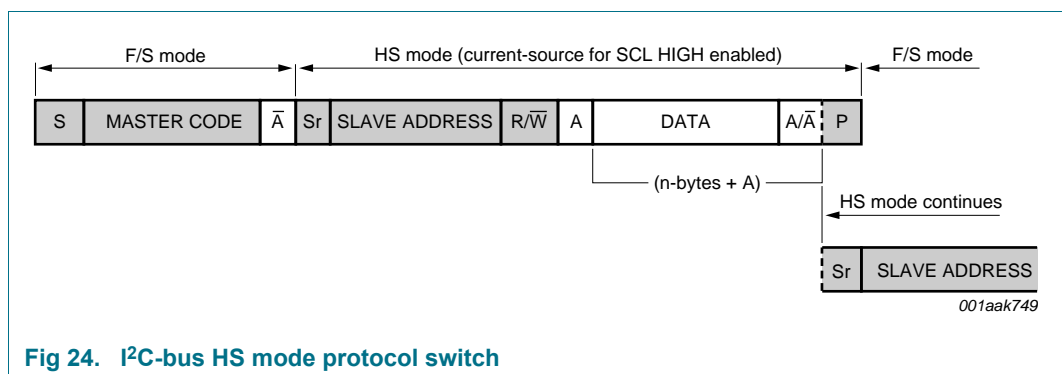 F/S mode HS mode (current-source for SCL HIGH enabled) F/S mode
S MASTER CODE A̅ Sr SLAVE ADDRESS R/W̅ A DATA A/A̅ P
(n-bytes + A)
HS mode continues
Sr SLAVE ADDRESS
001aak749
Fig 24. I²C-bus HS mode protocol switch